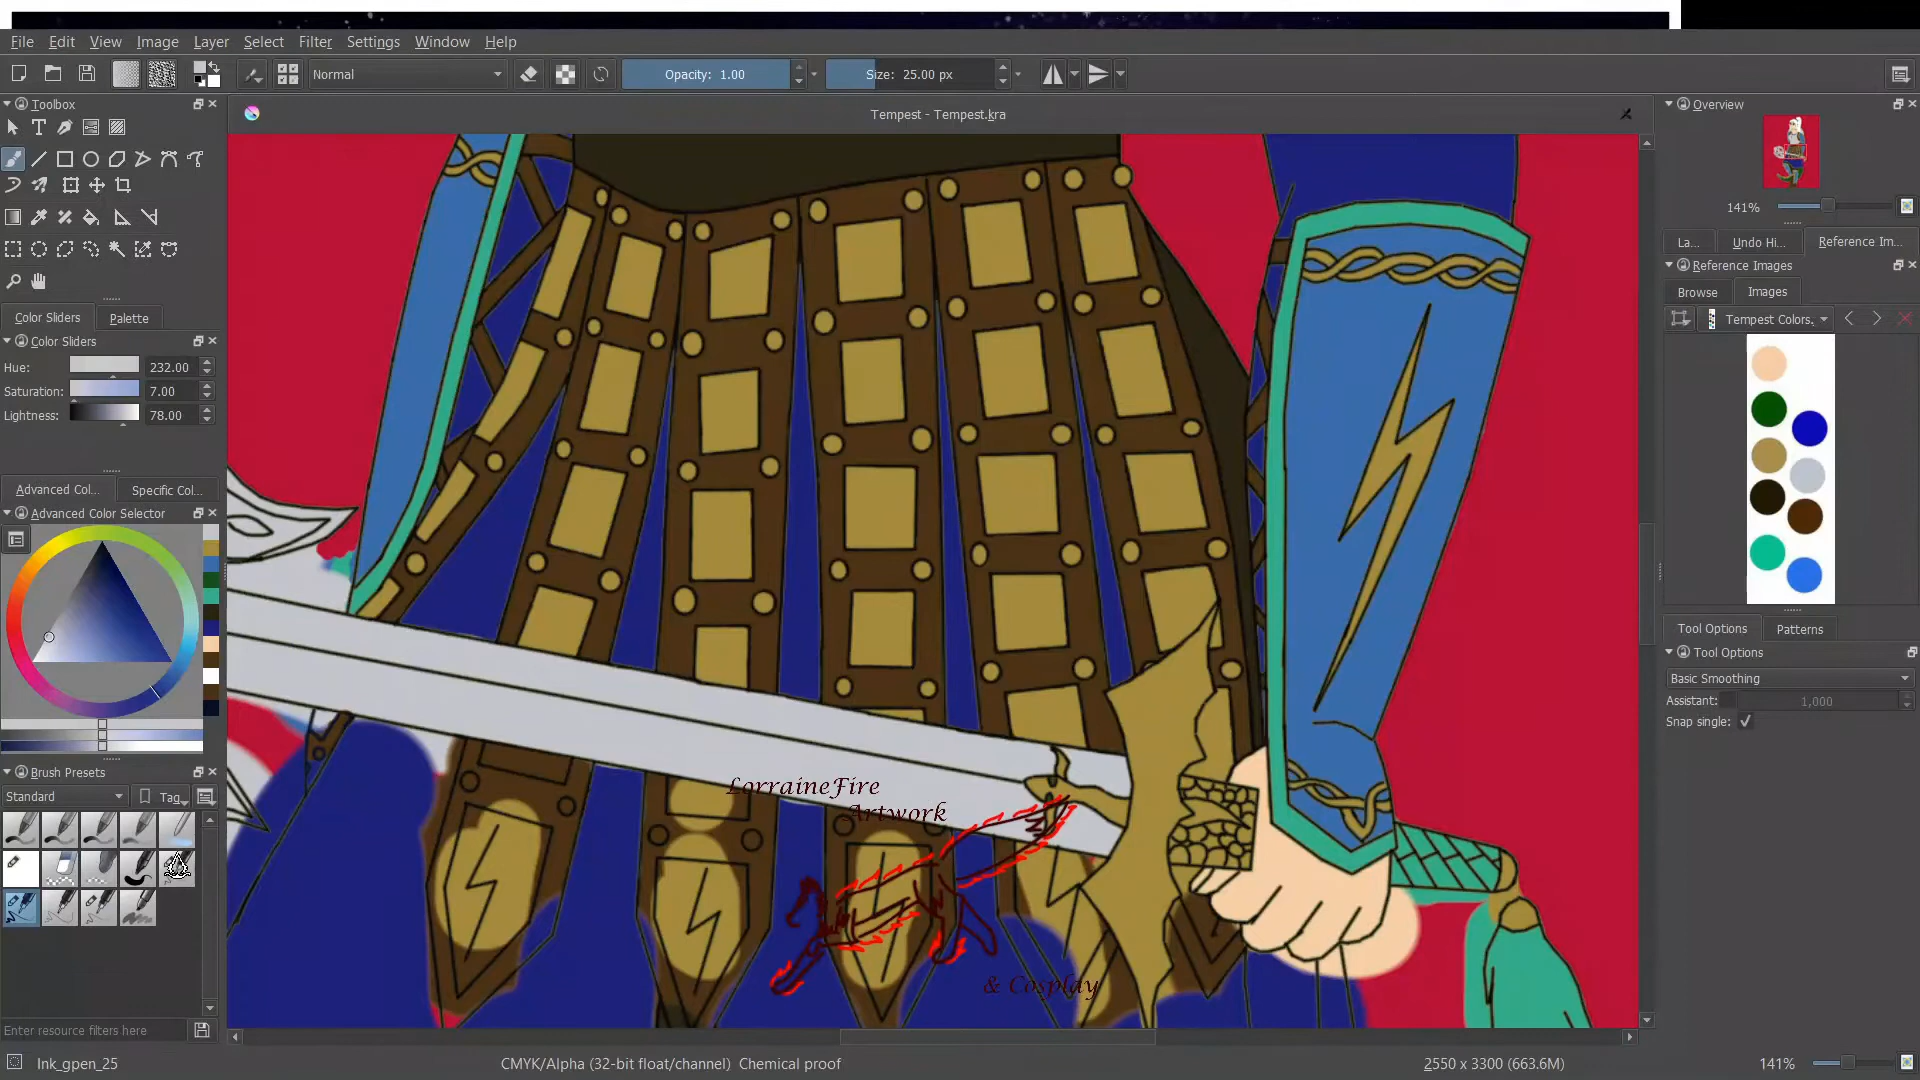 File Edit View Image Layer Select Filter Settings Window Help
Normal
Opacity: 1.00
Size: 25.00 px
Toolbox
Tempest - Tempest.kra
Overview
141%
La... Undo Hi... Reference Im...
Reference Images
Browse Images
Tempest Colors.
Color Sliders Palette
Color Sliders
Hue: 232.00
Saturation: 7.00
Lightness: 78.00
Advanced Col... Specific Col...
Advanced Color Selector
Tool Options Patterns
Tool Options
Basic Smoothing
Assistant: 1,000
Snap single:
Brush Presets
Standard Tag
LorraineFire
Artwork
& Cosplay
Enter resource filters here
Ink_gpen_25
CMYK/Alpha (32-bit float/channel) Chemical proof
2550 x 3300 (663.6M)
141%